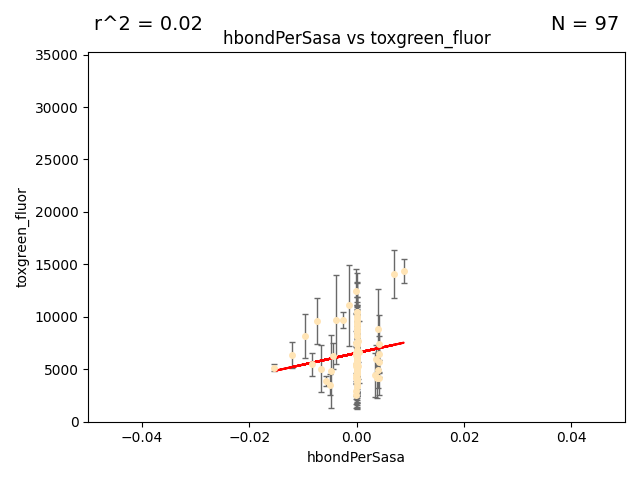 r^2 = 0.02
N = 97
hbondPerSasa vs toxgreen_fluor
35000
30000
25000
20000
15000
10000
5000
0
toxgreen_fluor
−0.04
−0.02
0.00
0.02
0.04
hbondPerSasa